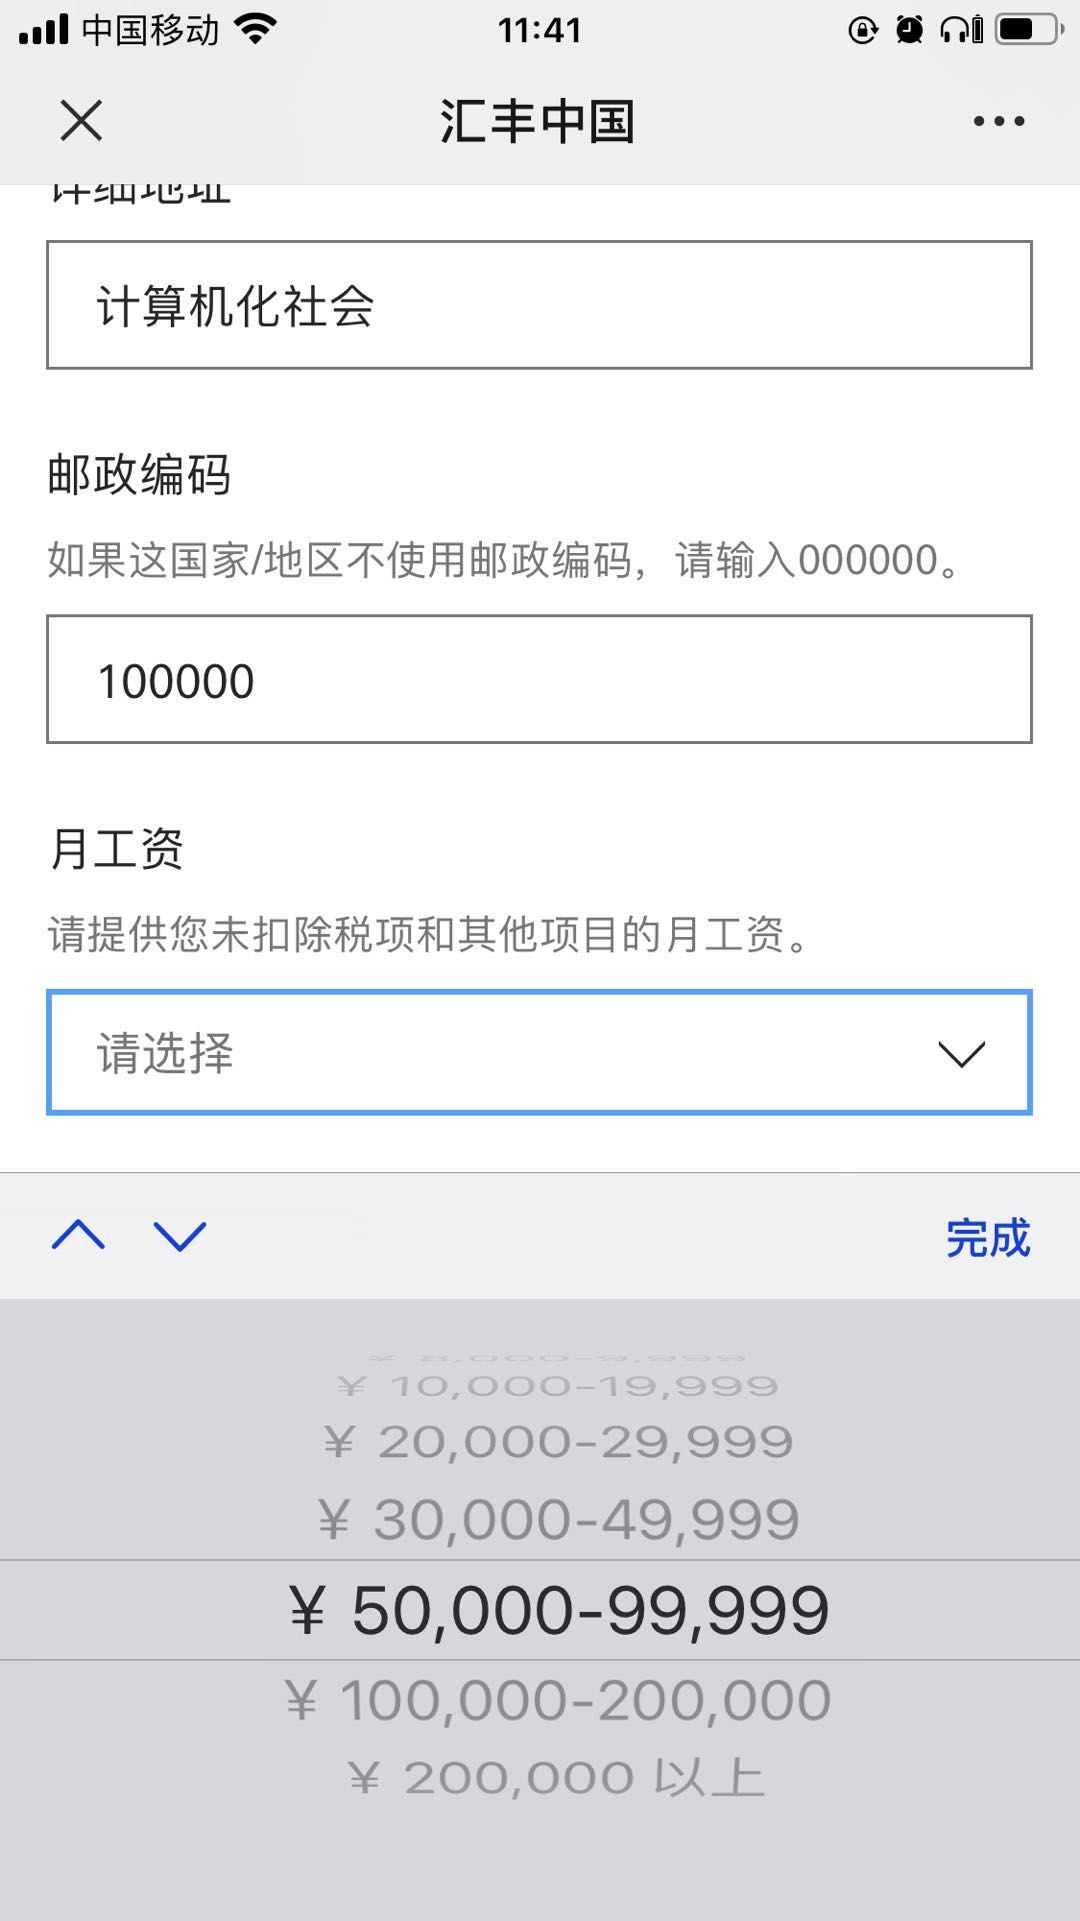 中国移动
11:41
汇丰中国
详细地址
计算机化社会
邮政编码
如果这国家/地区不使用邮政编码，请输入000000。
100000
月工资
请提供您未扣除税项和其他项目的月工资。
请选择
完成
¥ 10,000-19,999
¥ 20,000-29,999
¥ 30,000-49,999
¥ 50,000-99,999
¥ 100,000-200,000
¥ 200,000 以上